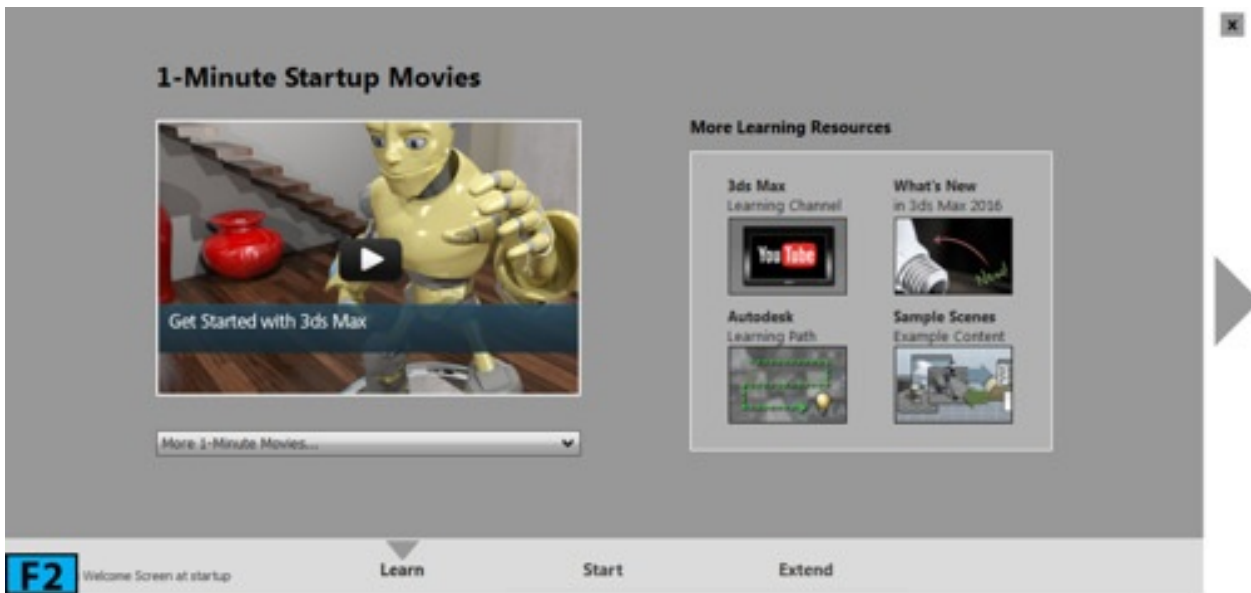 x
1-Minute Startup Movies
Get Started with 3ds Max
More 1-Minute Movies...
More Learning Resources
3ds Max
Learning Channel
You Tube
What's New
in 3ds Max 2016
New!
Autodesk
Learning Path
Sample Scenes
Example Content
F2
Welcome Screen at startup
Learn
Start
Extend